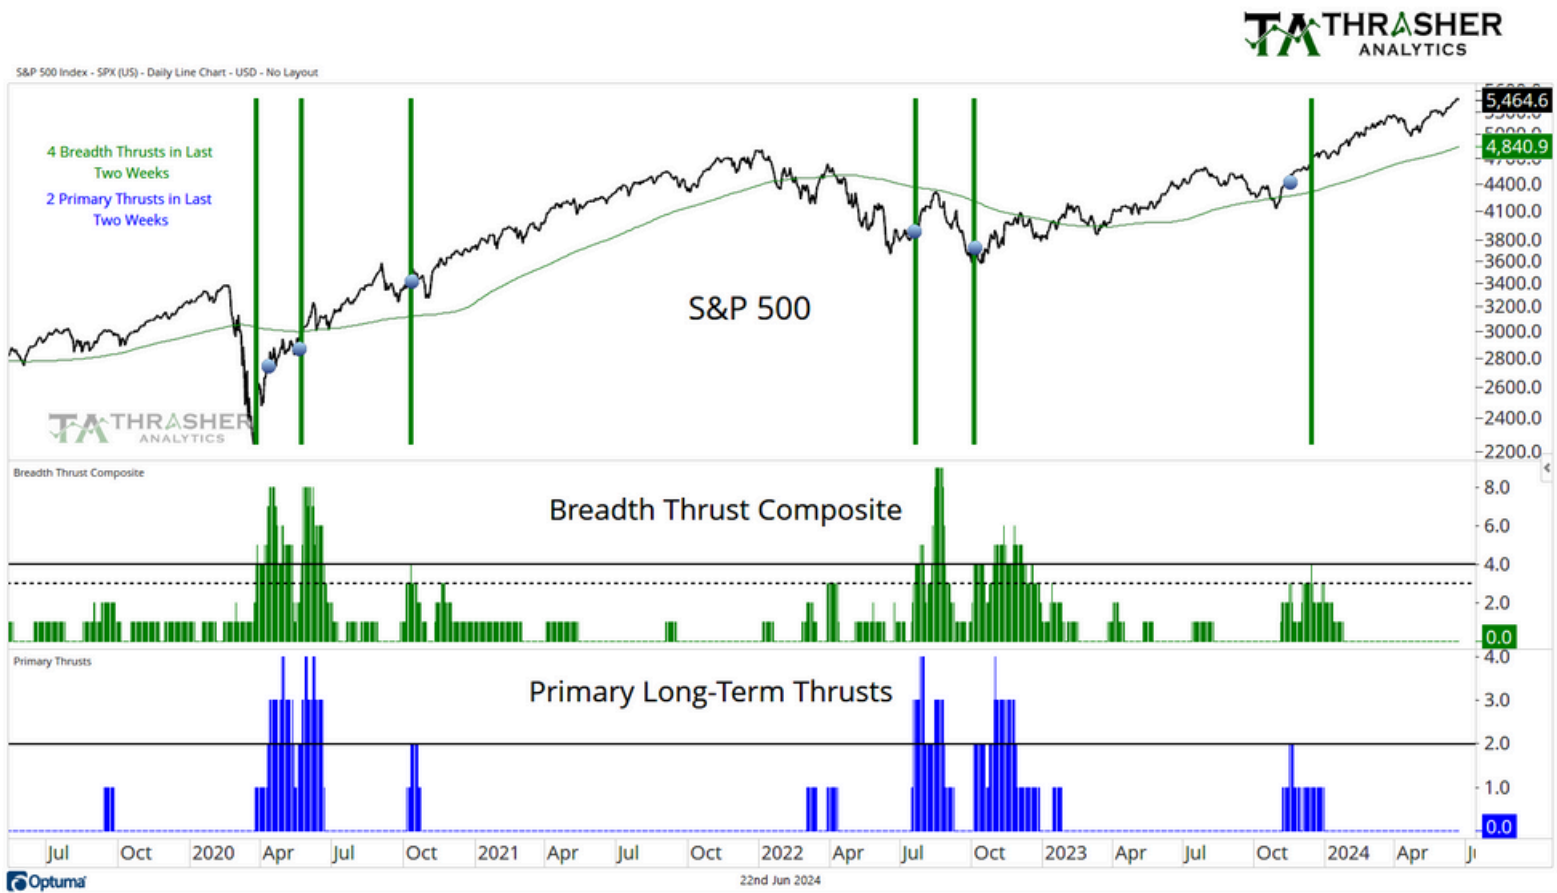 THRASHER
ANALYTICS
S&P 500 Index - SPX (US) - Daily Line Chart - USD - No Layout
5,464.6
4 Breadth Thrusts in Last
Two Weeks
2 Primary Thrusts in Last
Two Weeks
4,840.9
4400.0
4100.0
3800.0
3600.0
3400.0
3200.0
3000.0
2800.0
2600.0
2400.0
2200.0
S&P 500
TA THRASHER
ANALYTICS
Breadth Thrust Composite
Breadth Thrust Composite
8.0
6.0
4.0
2.0
0.0
Primary Thrusts
Primary Long-Term Thrusts
4.0
3.0
2.0
1.0
0.0
Jul Oct 2020 Apr Jul Oct 2021 Apr Jul Oct 2022 Apr Jul Oct 2023 Apr Jul Oct 2024 Apr
Optuma
22nd Jun 2024